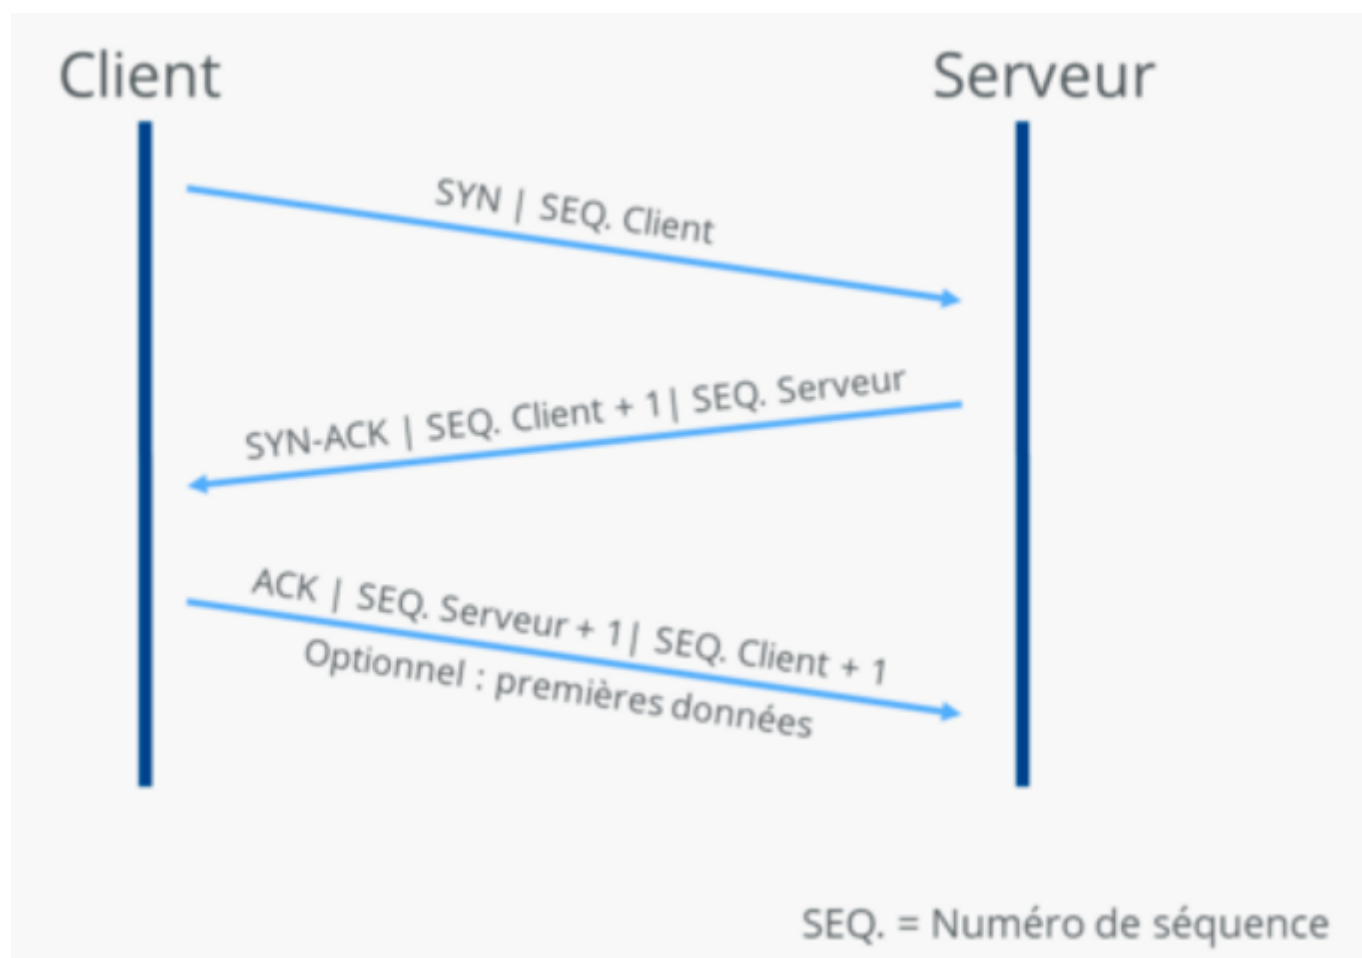 Client
Serveur
SYN | SEQ. Client
SYN-ACK | SEQ. Client + 1| SEQ. Serveur
ACK | SEQ. Serveur + 1| SEQ. Client + 1
Optionnel : premières données
SEQ. = Numéro de séquence